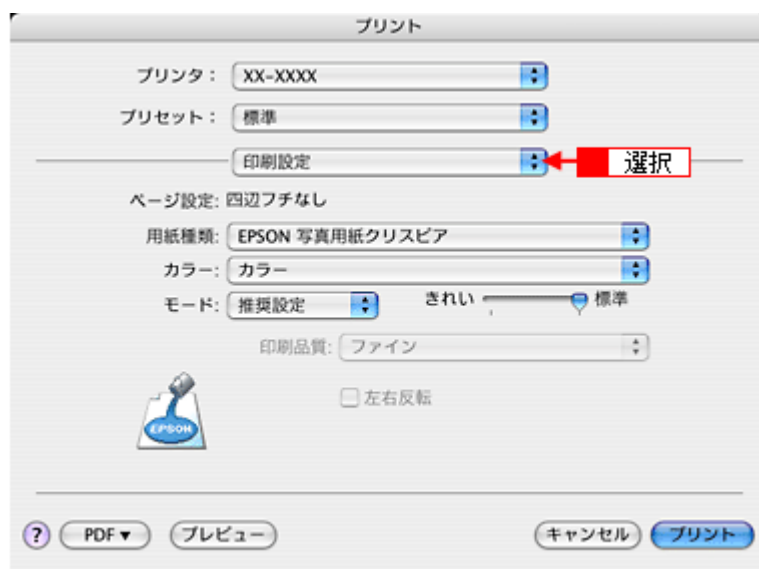 プリント
プリンタ： XX-XXXX
プリセット： 標準
印刷設定 選択
ページ設定: 四辺フチなし
用紙種類: EPSON 写真用紙クリスピア
カラー: カラー
モード: 推奨設定 きれい 標準
印刷品質: ファイン
左右反転
EPSON
? PDF▼ プレビュー キャンセル プリント